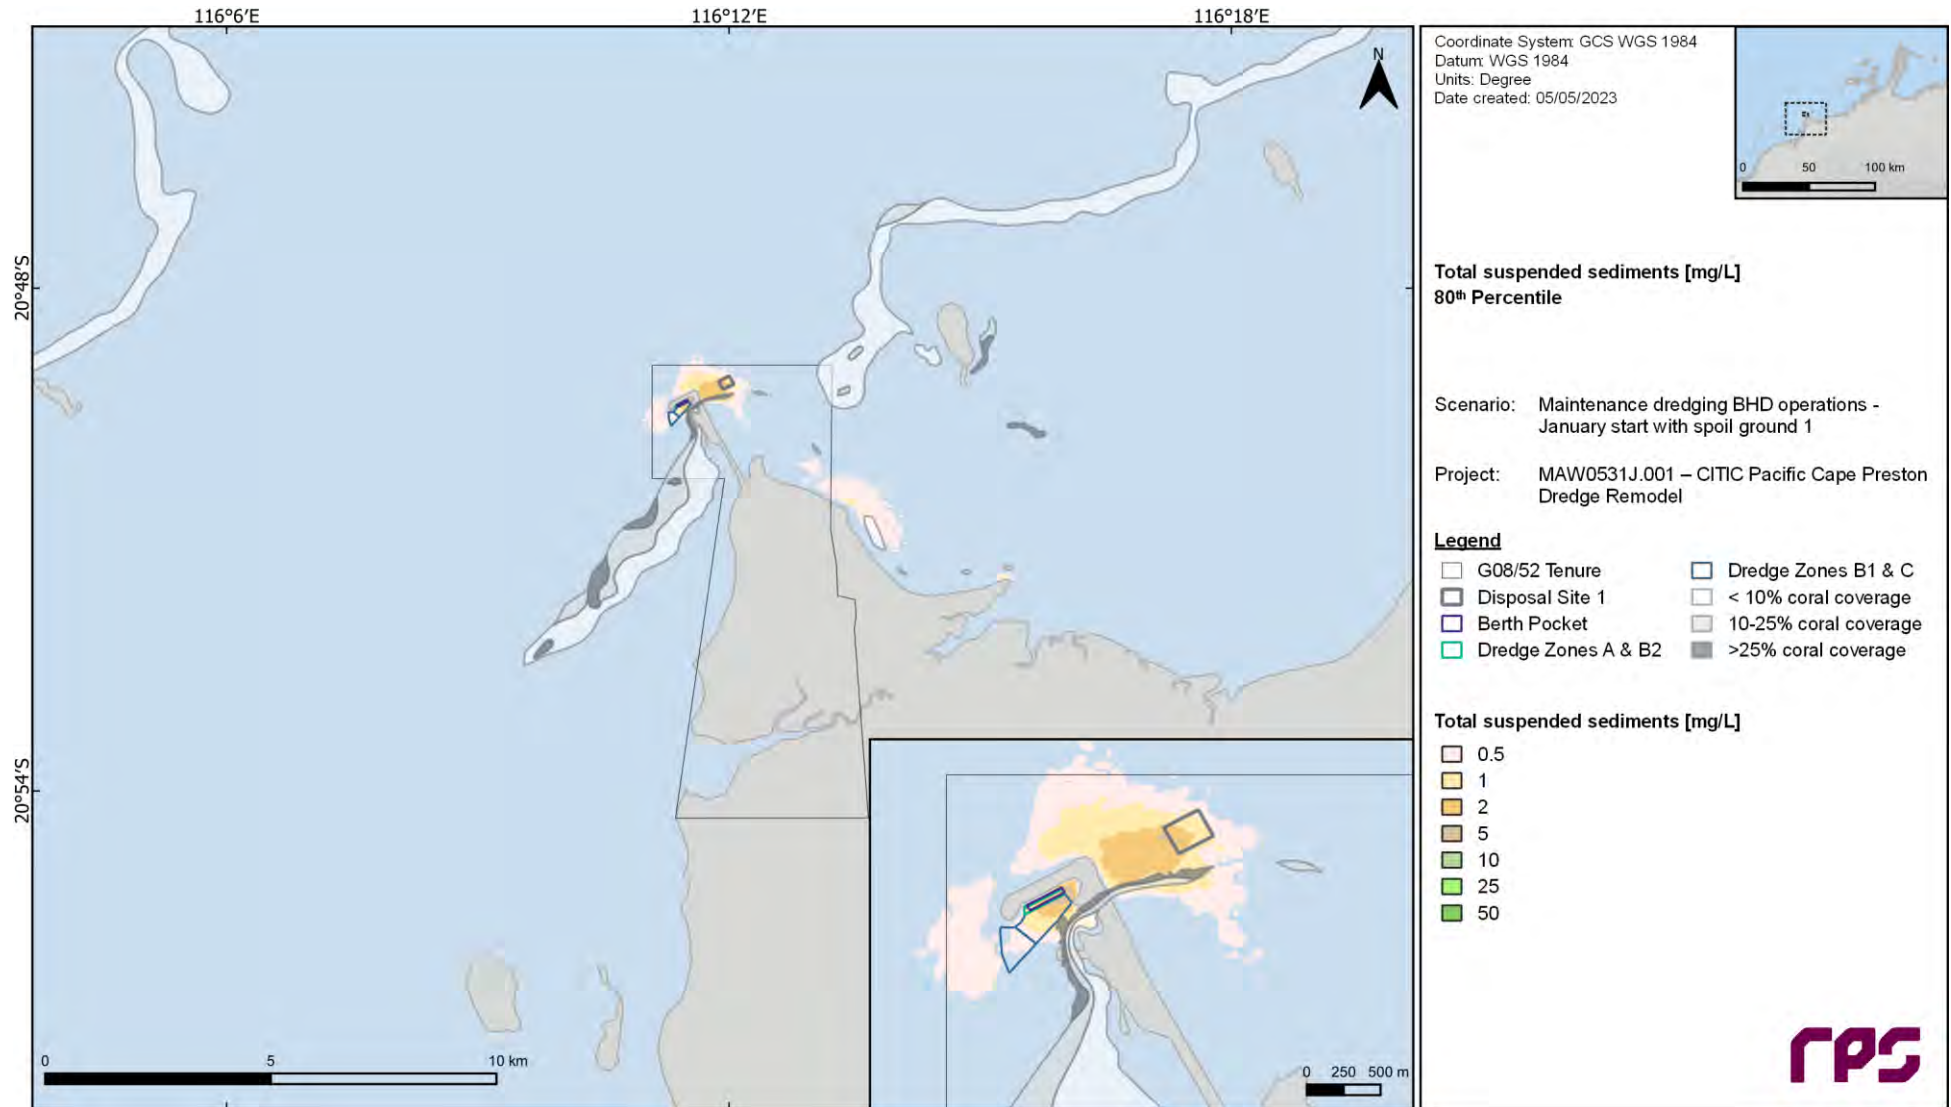 116°6′E 116°12′E 116°18′E
20°48′S
20°54′S
N
0 5 10 km
0 250 500 m
Coordinate System: GCS WGS 1984
Datum: WGS 1984
Units: Degree
Date created: 05/05/2023
0 50 100 km
Total suspended sediments [mg/L]
80th Percentile
Scenario: Maintenance dredging BHD operations -
January start with spoil ground 1
Project: MAW0531J.001 – CITIC Pacific Cape Preston
Dredge Remodel
Legend
G08/52 Tenure
Disposal Site 1
Berth Pocket
Dredge Zones A & B2
Dredge Zones B1 & C
< 10% coral coverage
10-25% coral coverage
>25% coral coverage
Total suspended sediments [mg/L]
0.5
1
2
5
10
25
50
rps